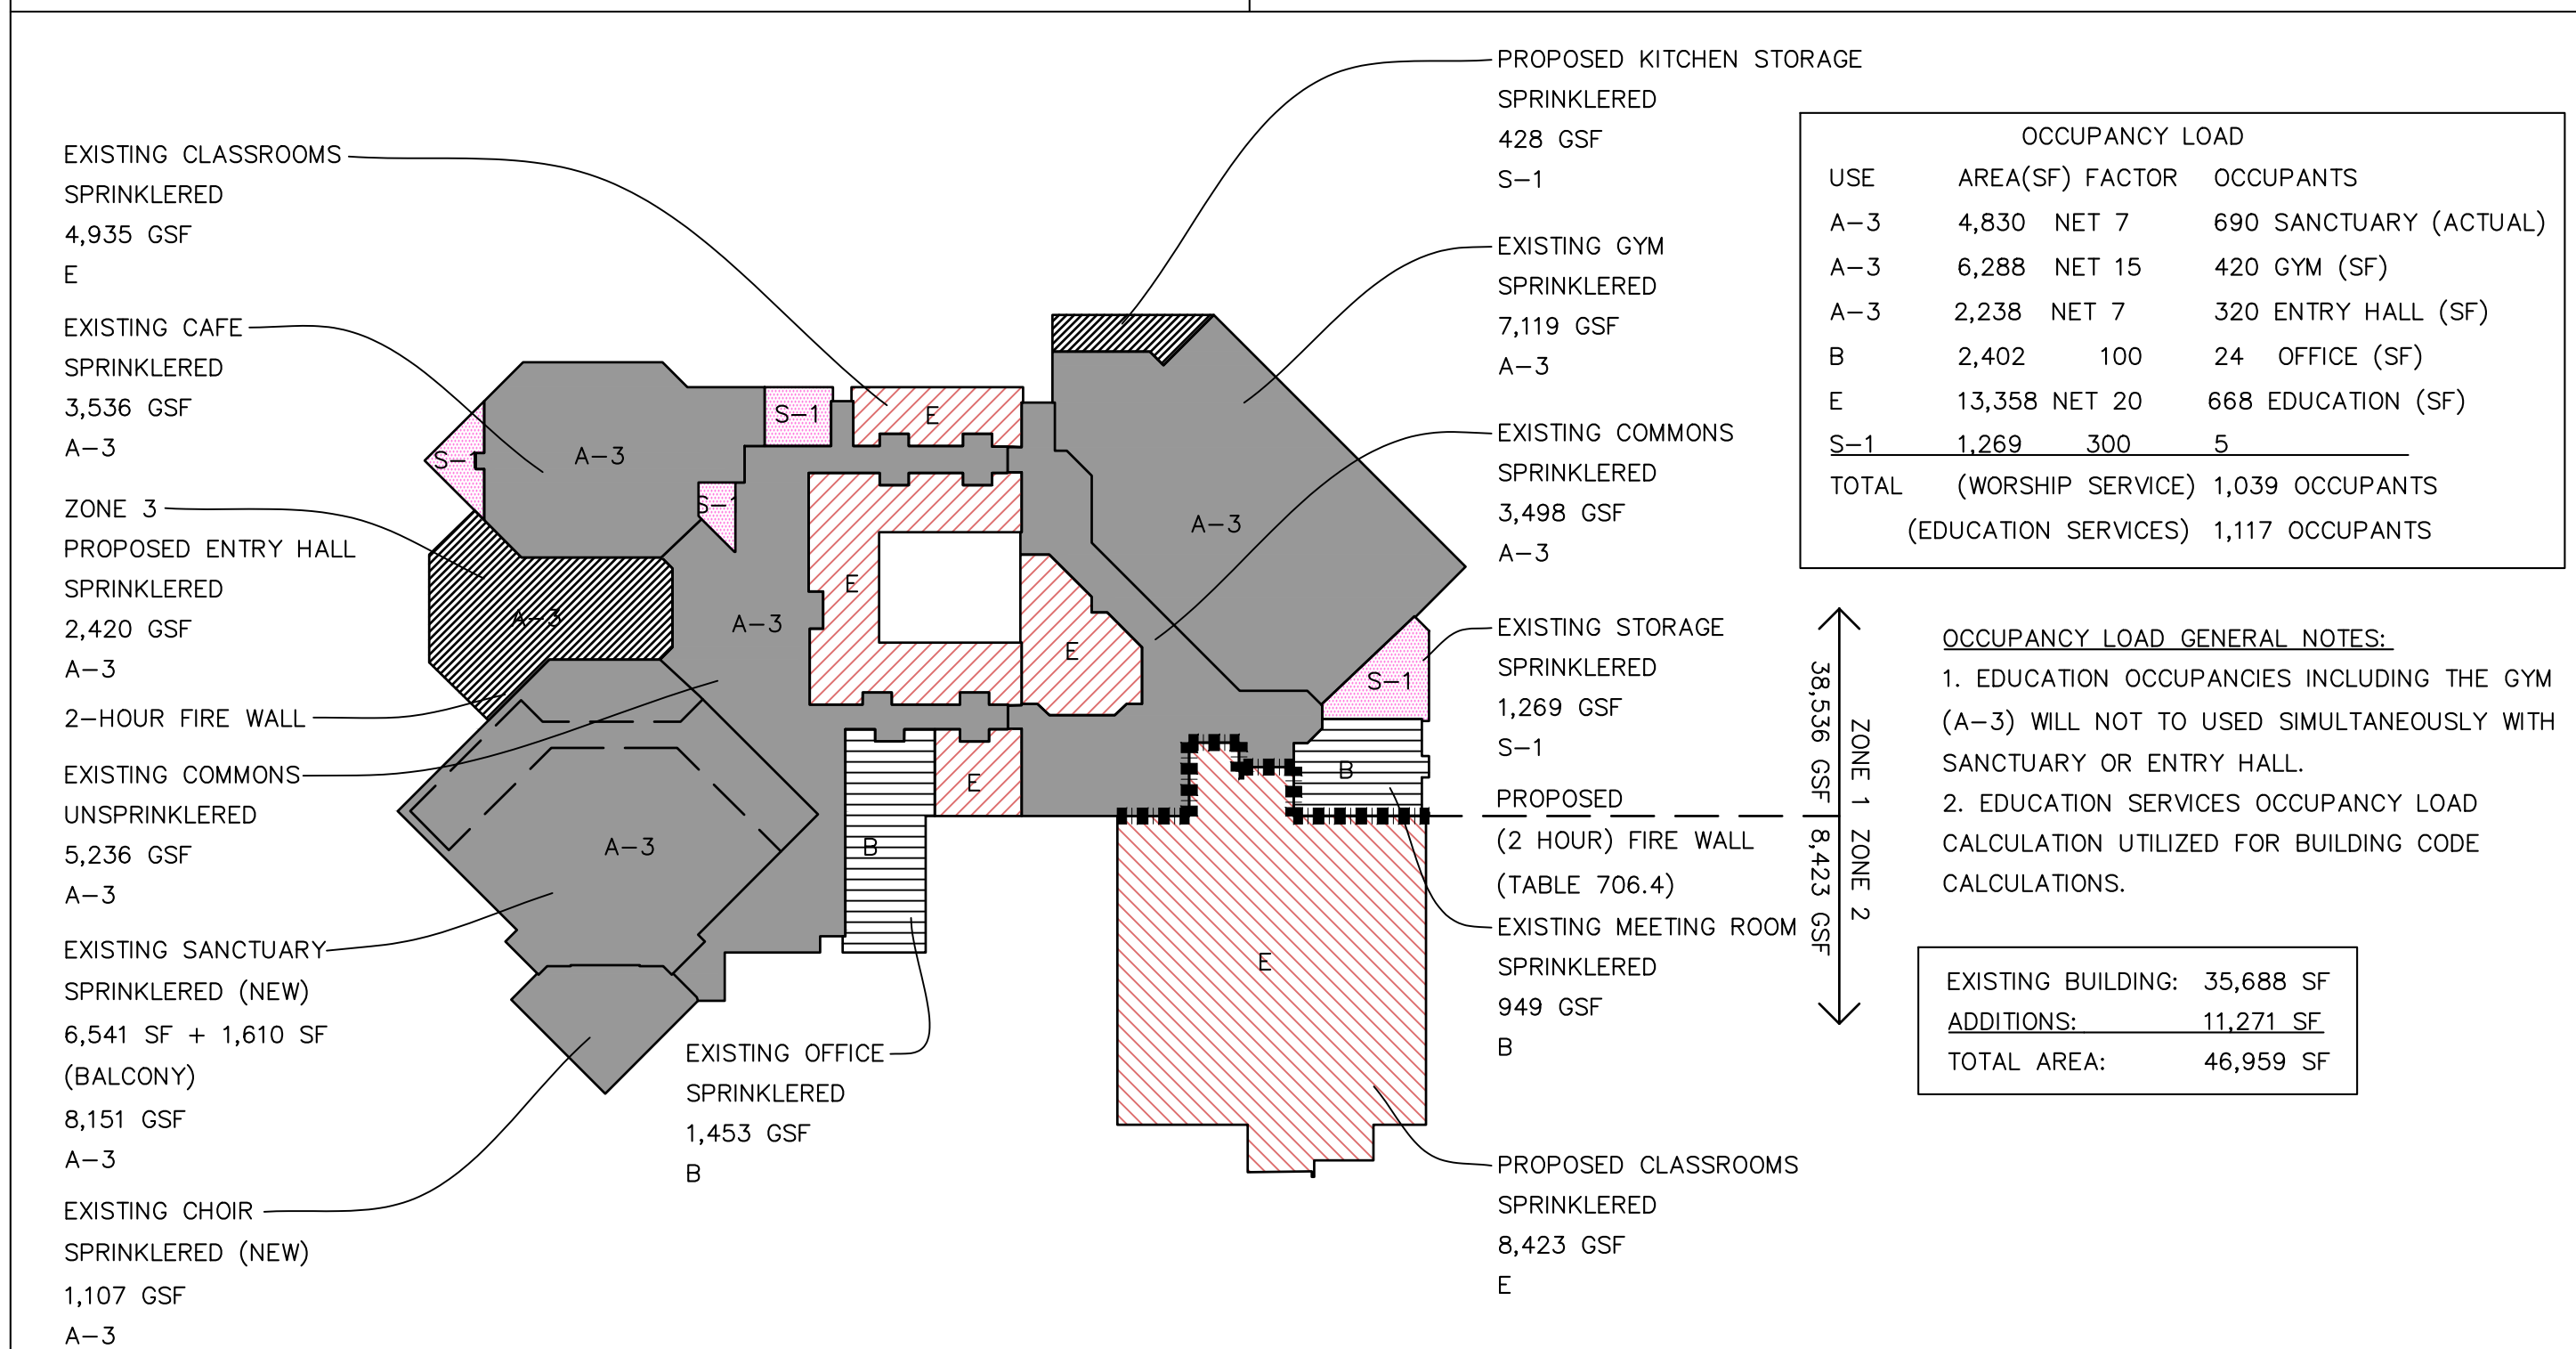 EXISTING CLASSROOMS
SPRINKLERED
4,935 GSF
E
EXISTING CAFE
SPRINKLERED
3,536 GSF
A-3
ZONE 3
PROPOSED ENTRY HALL
SPRINKLERED
2,420 GSF
A-3
2-HOUR FIRE WALL
EXISTING COMMONS
UNSPRINKLERED
5,236 GSF
A-3
EXISTING SANCTUARY
SPRINKLERED (NEW)
6,541 SF + 1,610 SF
(BALCONY)
8,151 GSF
A-3
EXISTING CHOIR
SPRINKLERED (NEW)
1,107 GSF
A-3
S-1
A-3
S-1
S-1
A-3
A-3
A-3
E
E
E
E
B
A-3
S-1
B
E
EXISTING OFFICE
SPRINKLERED
1,453 GSF
B
PROPOSED KITCHEN STORAGE
SPRINKLERED
428 GSF
S-1
EXISTING GYM
SPRINKLERED
7,119 GSF
A-3
EXISTING COMMONS
SPRINKLERED
3,498 GSF
A-3
EXISTING STORAGE
SPRINKLERED
1,269 GSF
S-1
PROPOSED
(2 HOUR) FIRE WALL
(TABLE 706.4)
EXISTING MEETING ROOM
SPRINKLERED
949 GSF
B
PROPOSED CLASSROOMS
SPRINKLERED
8,423 GSF
E
OCCUPANCY LOAD
USE AREA(SF) FACTOR OCCUPANTS
A-3 4,830 NET 7 690 SANCTUARY (ACTUAL)
A-3 6,288 NET 15 420 GYM (SF)
A-3 2,238 NET 7 320 ENTRY HALL (SF)
B 2,402 100 24 OFFICE (SF)
E 13,358 NET 20 668 EDUCATION (SF)
S-1 1,269 300 5
TOTAL (WORSHIP SERVICE) 1,039 OCCUPANTS
(EDUCATION SERVICES) 1,117 OCCUPANTS
38,536 GSF
ZONE 1
8,423 GSF
ZONE 2
OCCUPANCY LOAD GENERAL NOTES:
1. EDUCATION OCCUPANCIES INCLUDING THE GYM
(A-3) WILL NOT TO USED SIMULTANEOUSLY WITH
SANCTUARY OR ENTRY HALL.
2. EDUCATION SERVICES OCCUPANCY LOAD
CALCULATION UTILIZED FOR BUILDING CODE
CALCULATIONS.
EXISTING BUILDING: 35,688 SF
ADDITIONS: 11,271 SF
TOTAL AREA: 46,959 SF